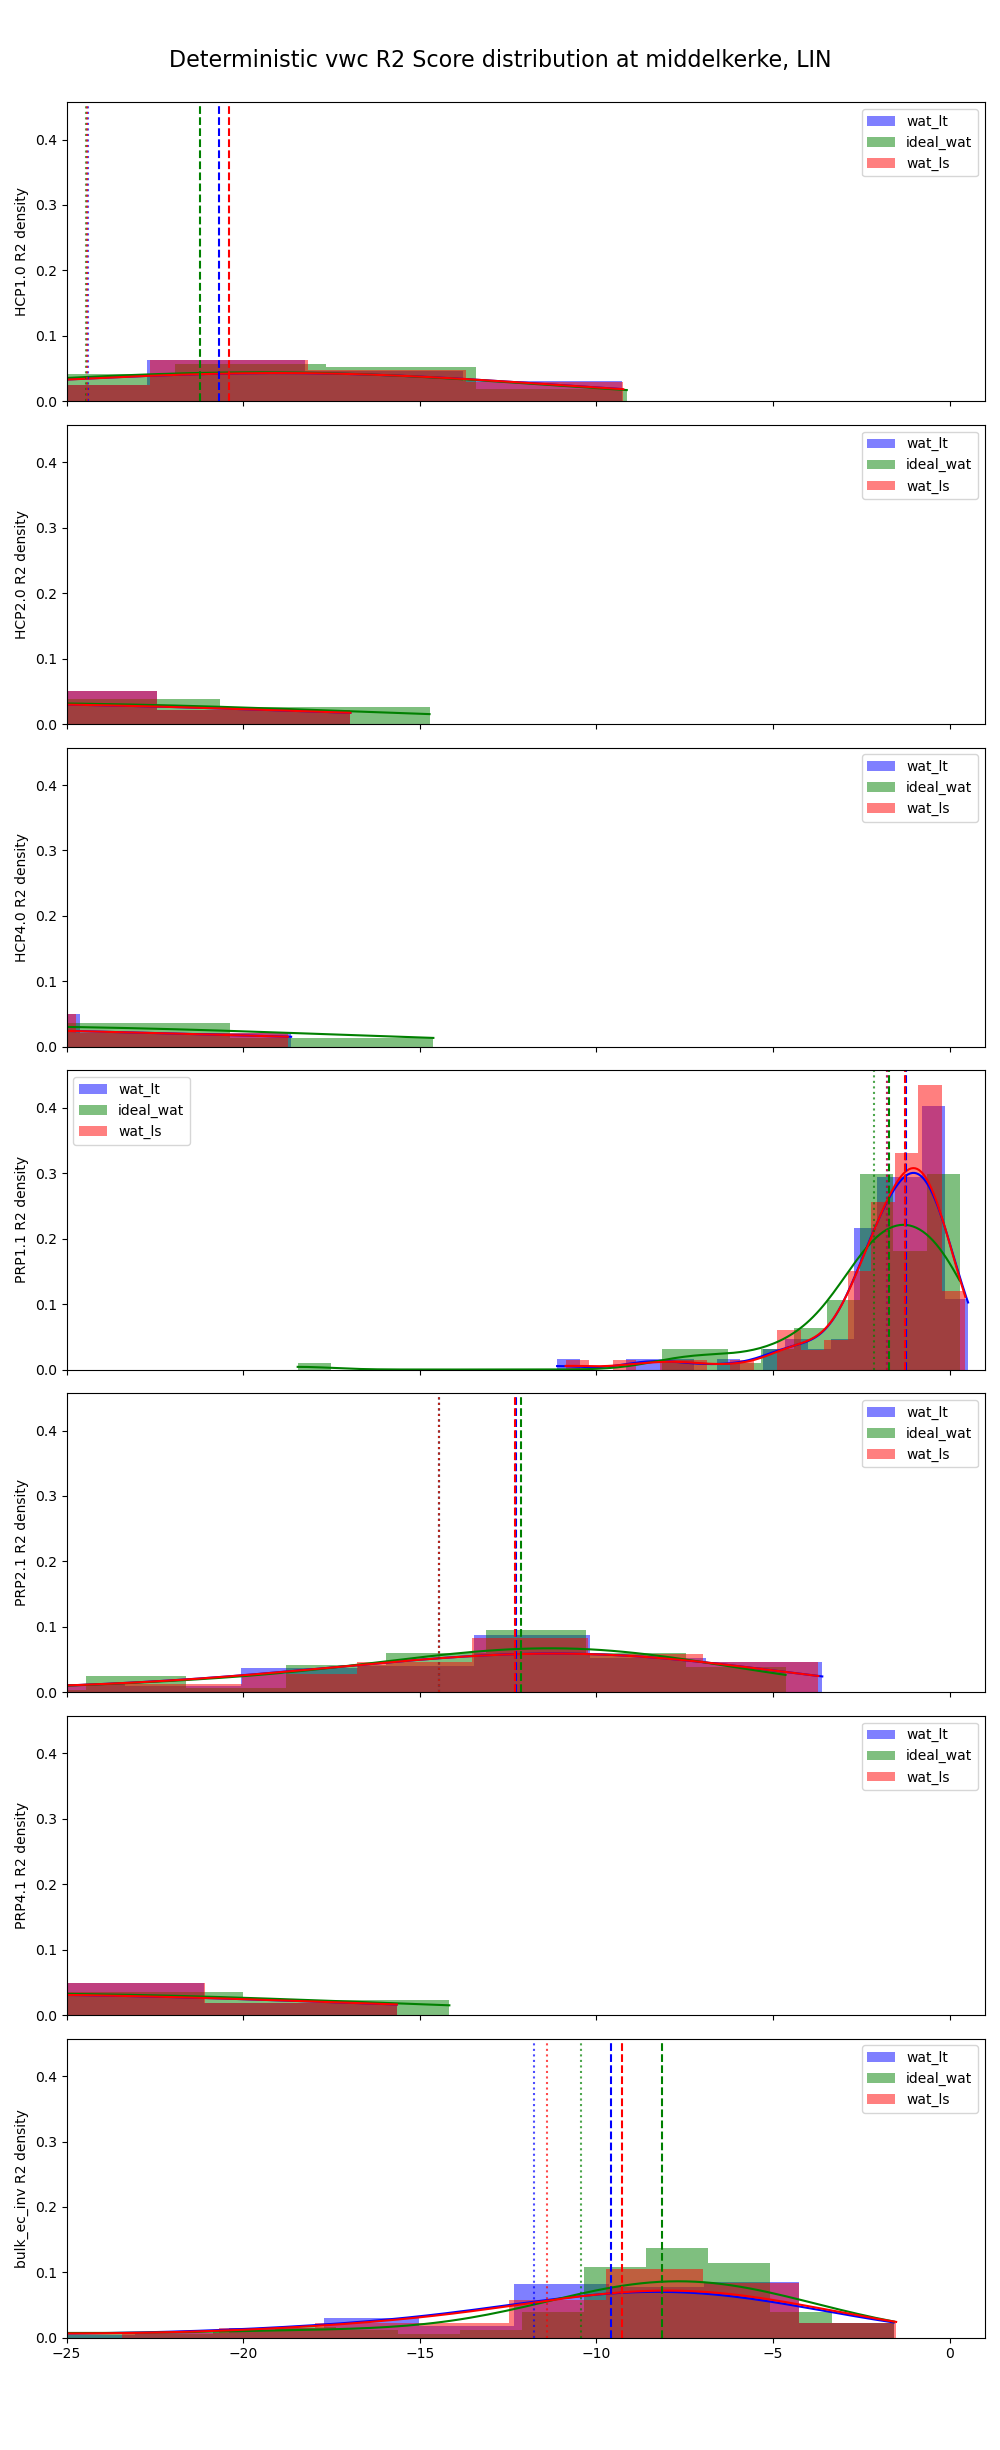 Deterministic vwc R2 Score distribution at middelkerke, LIN
HCP1.0 R2 density
0.4
0.3
0.2
0.1
0.0
wat_lt
ideal_wat
wat_ls
HCP2.0 R2 density
0.4
0.3
0.2
0.1
0.0
wat_lt
ideal_wat
wat_ls
HCP4.0 R2 density
0.4
0.3
0.2
0.1
0.0
wat_lt
ideal_wat
wat_ls
PRP1.1 R2 density
0.4
0.3
0.2
0.1
0.0
wat_lt
ideal_wat
wat_ls
PRP2.1 R2 density
0.4
0.3
0.2
0.1
0.0
wat_lt
ideal_wat
wat_ls
PRP4.1 R2 density
0.4
0.3
0.2
0.1
0.0
wat_lt
ideal_wat
wat_ls
bulk_ec_inv R2 density
0.4
0.3
0.2
0.1
0.0
wat_lt
ideal_wat
wat_ls
−25 −20 −15 −10 −5 0